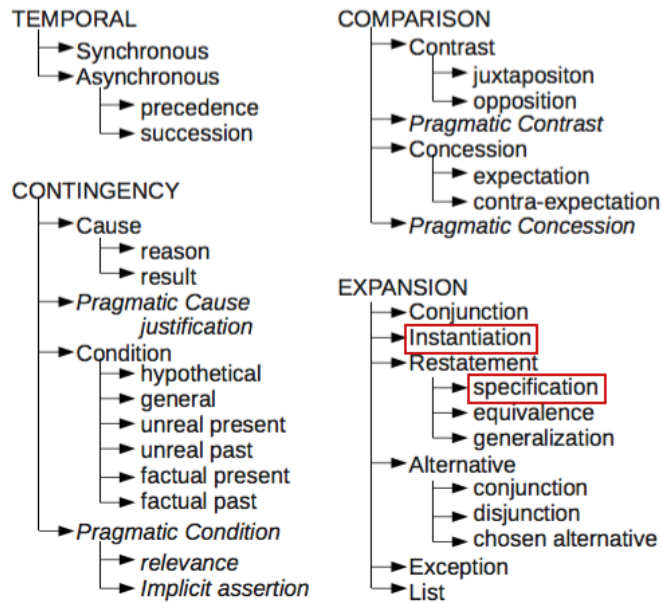 TEMPORAL
Synchronous
Asynchronous
precedence
succession
CONTINGENCY
Cause
reason
result
Pragmatic Cause
justification
Condition
hypothetical
general
unreal present
unreal past
factual present
factual past
Pragmatic Condition
relevance
Implicit assertion
COMPARISON
Contrast
juxtapositon
opposition
Pragmatic Contrast
Concession
expectation
contra-expectation
Pragmatic Concession
EXPANSION
Conjunction
Instantiation
Restatement
specification
equivalence
generalization
Alternative
conjunction
disjunction
chosen alternative
Exception
List